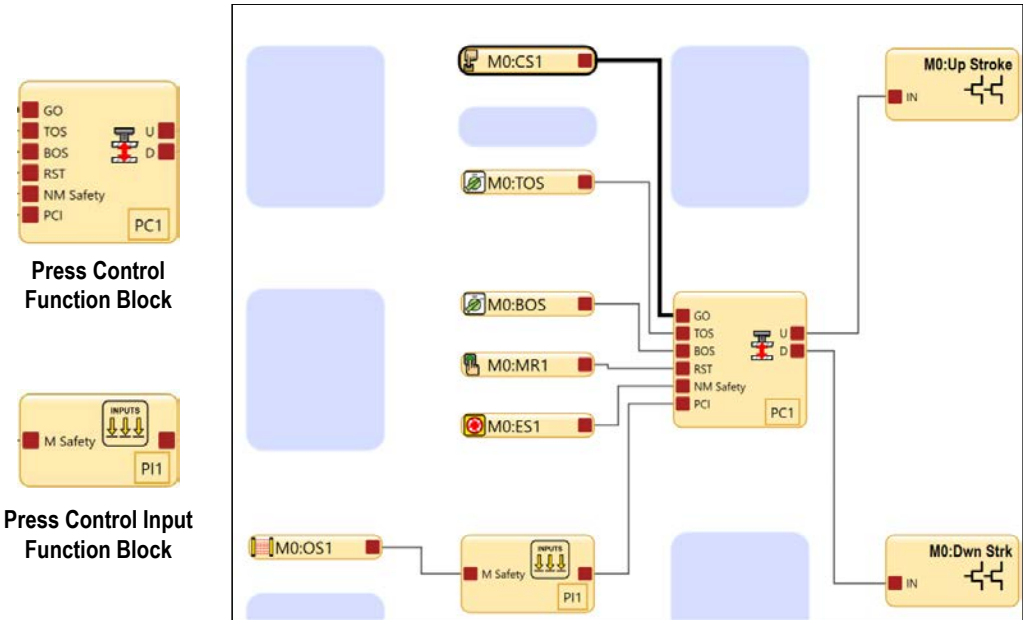 GO
TOS
BOS
RST
NM Safety
PCI
U
D
PC1
Press Control
Function Block
INPUTS
M Safety
PI1
Press Control Input
Function Block
M0:CS1
M0:TOS
M0:BOS
M0:MR1
M0:ES1
M0:OS1
INPUTS
M Safety
PI1
GO
TOS
BOS
RST
NM Safety
PCI
U
D
PC1
M0:Up Stroke
IN
M0:Dwn Strk
IN